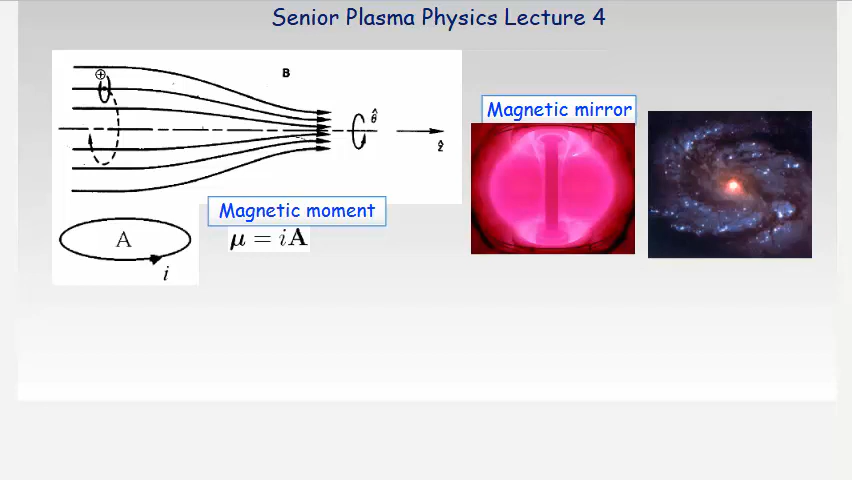 Senior Plasma Physics Lecture 4
B
θ̂
ẑ
Magnetic mirror
Magnetic moment
μ = iA
A
i